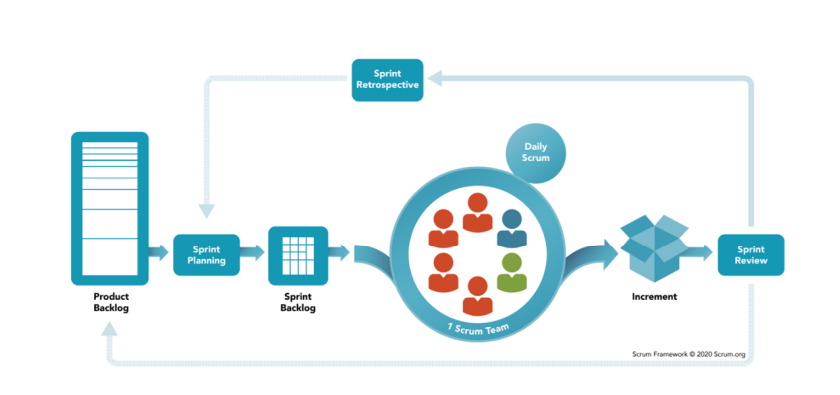 Sprint
Retrospective
Daily
Scrum
Sprint
Planning
Sprint
Review
Product
Backlog
Sprint
Backlog
1 Scrum Team
Increment
Scrum Framework © 2020 Scrum.org